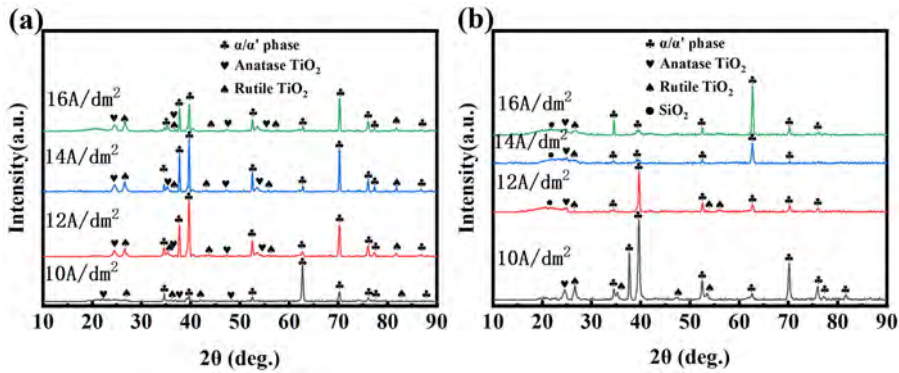 (a)
♣ α/α' phase
♥ Anatase TiO₂
♠ Rutile TiO₂
16A/dm²
14A/dm²
12A/dm²
10A/dm²
Intensity(a.u.)
10 20 30 40 50 60 70 80 90
2θ (deg.)
(b)
♣ α/α' phase
♥ Anatase TiO₂
♠ Rutile TiO₂
● SiO₂
16A/dm²
14A/dm²
12A/dm²
10A/dm²
Intensity(a.u.)
10 20 30 40 50 60 70 80 90
2θ (deg.)